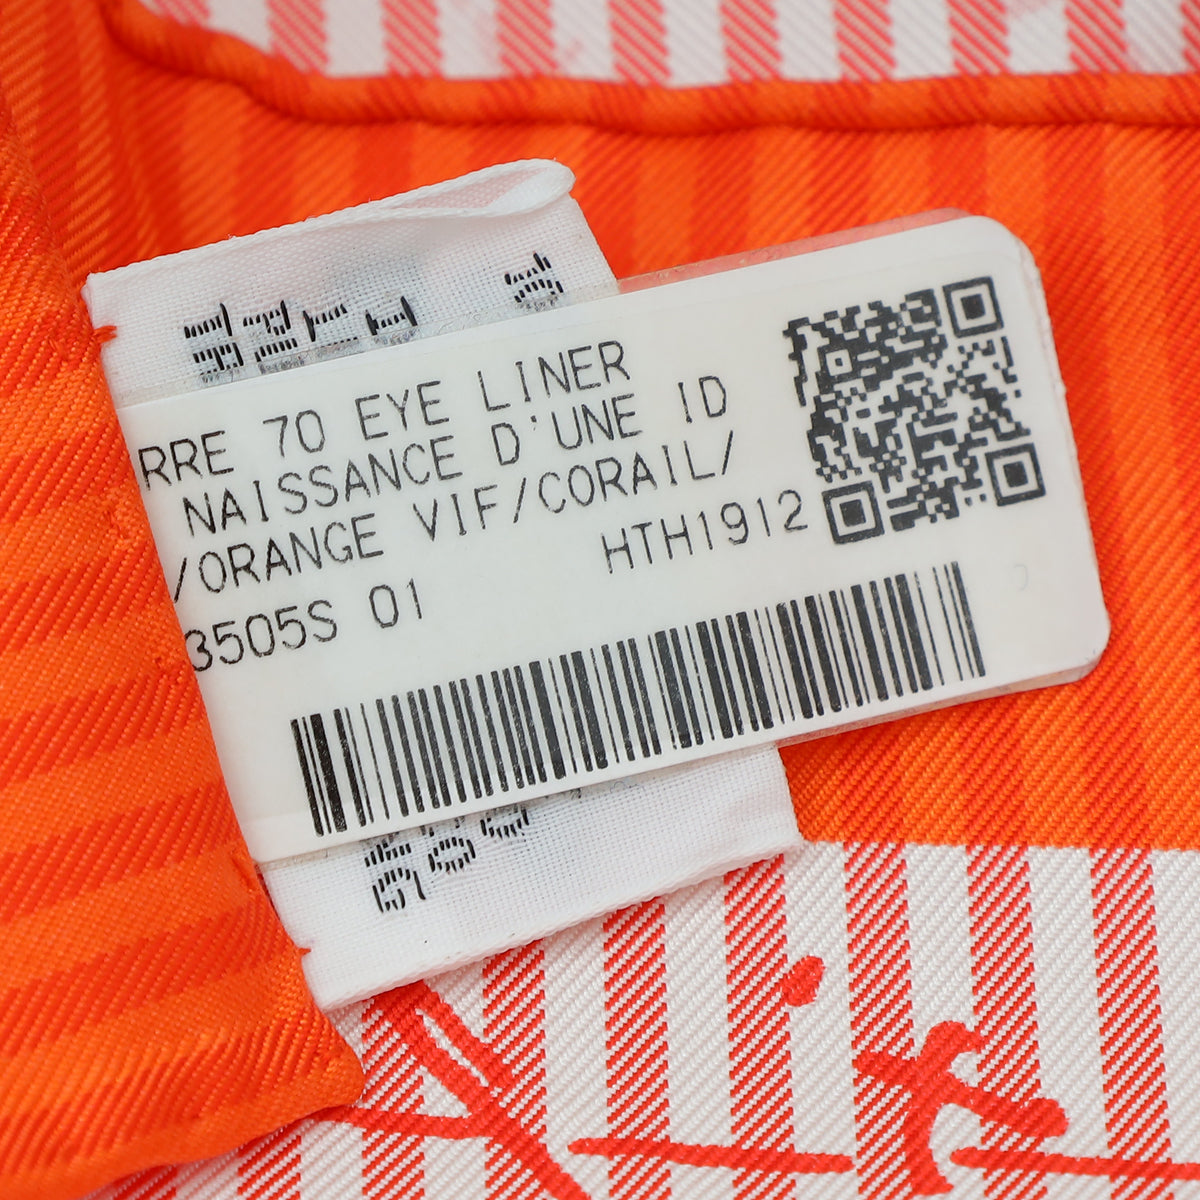 RRE 70 EYE LINER
NAISSANCE D'UNE ID
/ORANGE VIF/CORAIL/
HTH1912
3505S 01